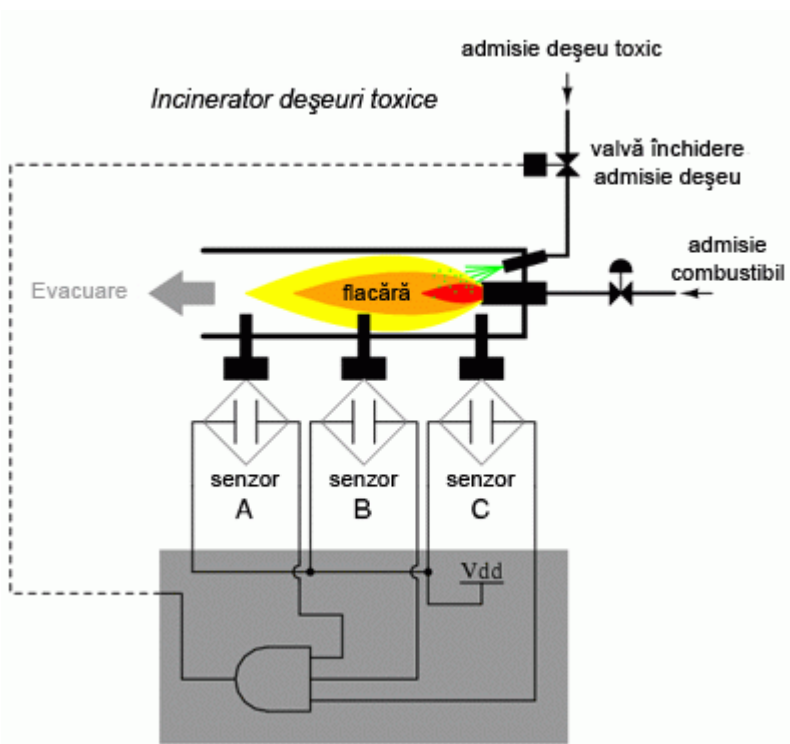 admisie deşeu toxic
Incinerator deşeuri toxice
valvă închidere
admisie deşeu
admisie
combustibil
Evacuare
flacără
senzor
A
senzor
B
senzor
C
Vdd